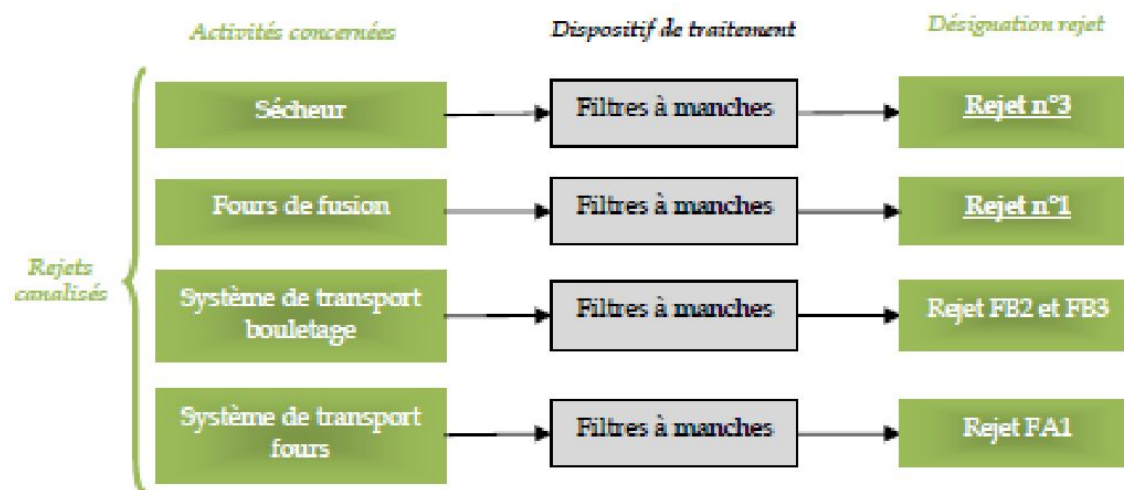 Activités concernées
Dispositif de traitement
Désignation rejet
Rejets
canalisés
Sécheur
Filtres à manches
Rejet n°3
Fours de fusion
Filtres à manches
Rejet n°1
Système de transport
bouletage
Filtres à manches
Rejet FB2 et FB3
Système de transport
fours
Filtres à manches
Rejet FA1